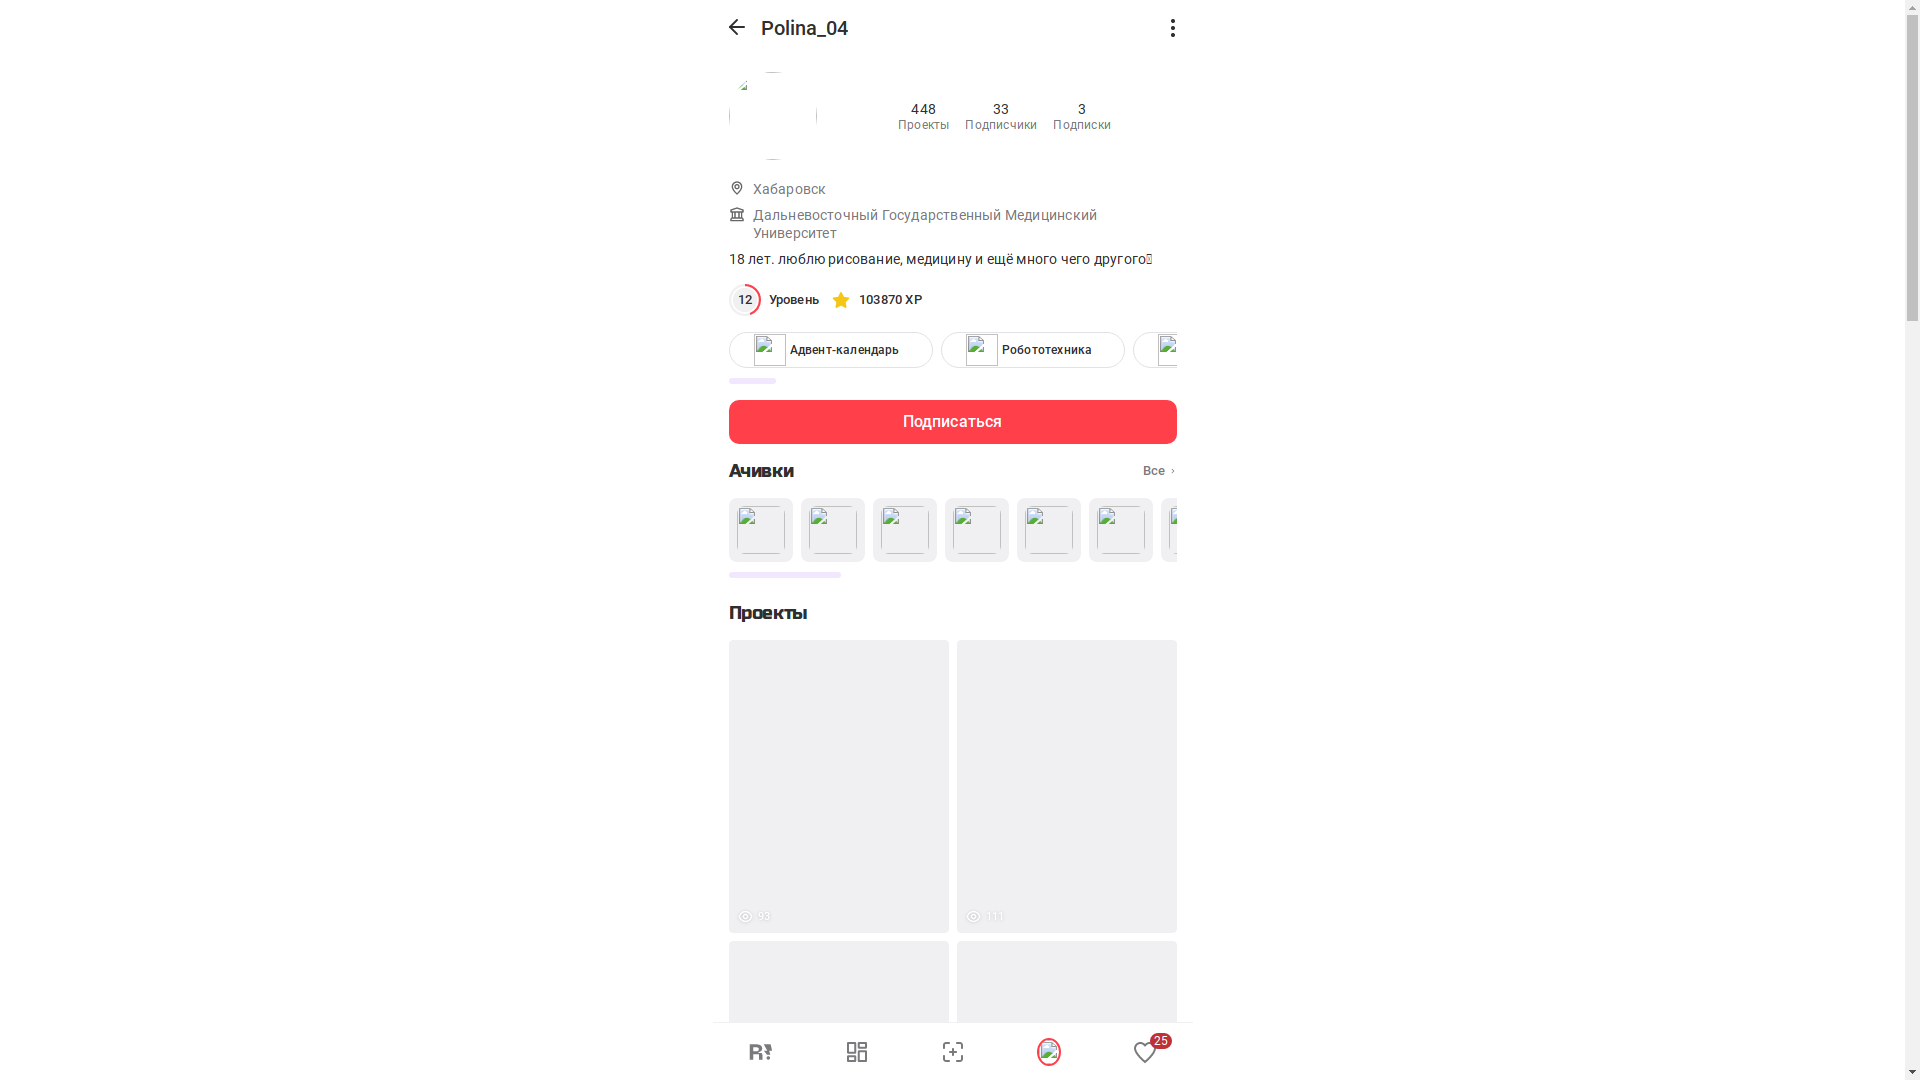 Polina_04
448
Проекты
33
Подписчики
3
Подписки
Хабаровск
Дальневосточный Государственный Медицинский
Университет
18 лет. люблю рисование, медицину и ещё много чего другого
12
Уровень
103870 XP
Адвент-календарь
Робототехника
Подписаться
Ачивки
Все
Проекты
93
111
R
25